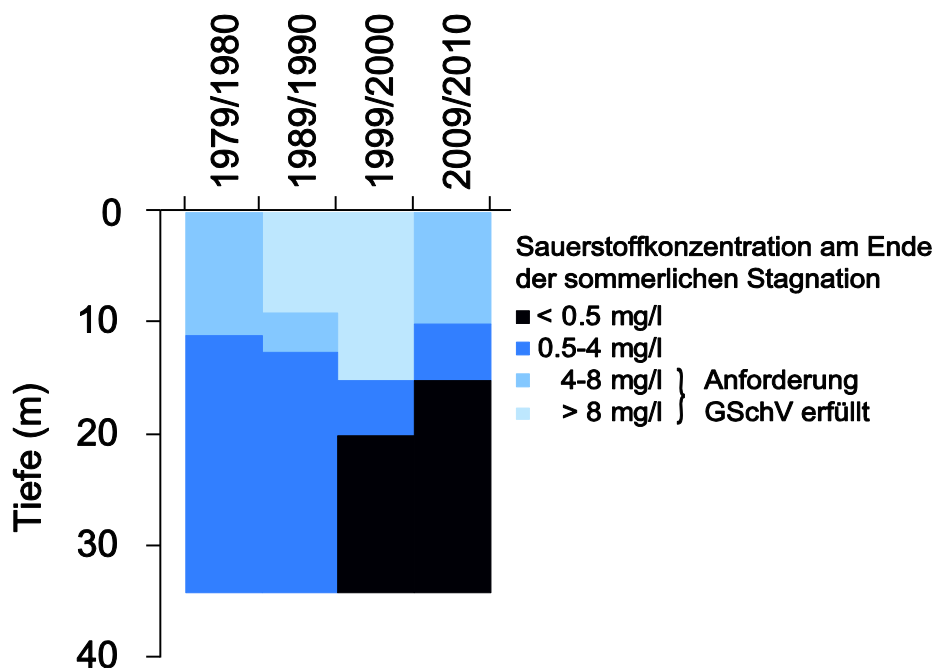 1979/1980
1989/1990
1999/2000
2009/2010
0
10
20
30
40
Tiefe (m)
Sauerstoffkonzentration am Ende
der sommerlichen Stagnation
< 0.5 mg/l
0.5-4 mg/l
4-8 mg/l } Anforderung
> 8 mg/l GSchV erfüllt